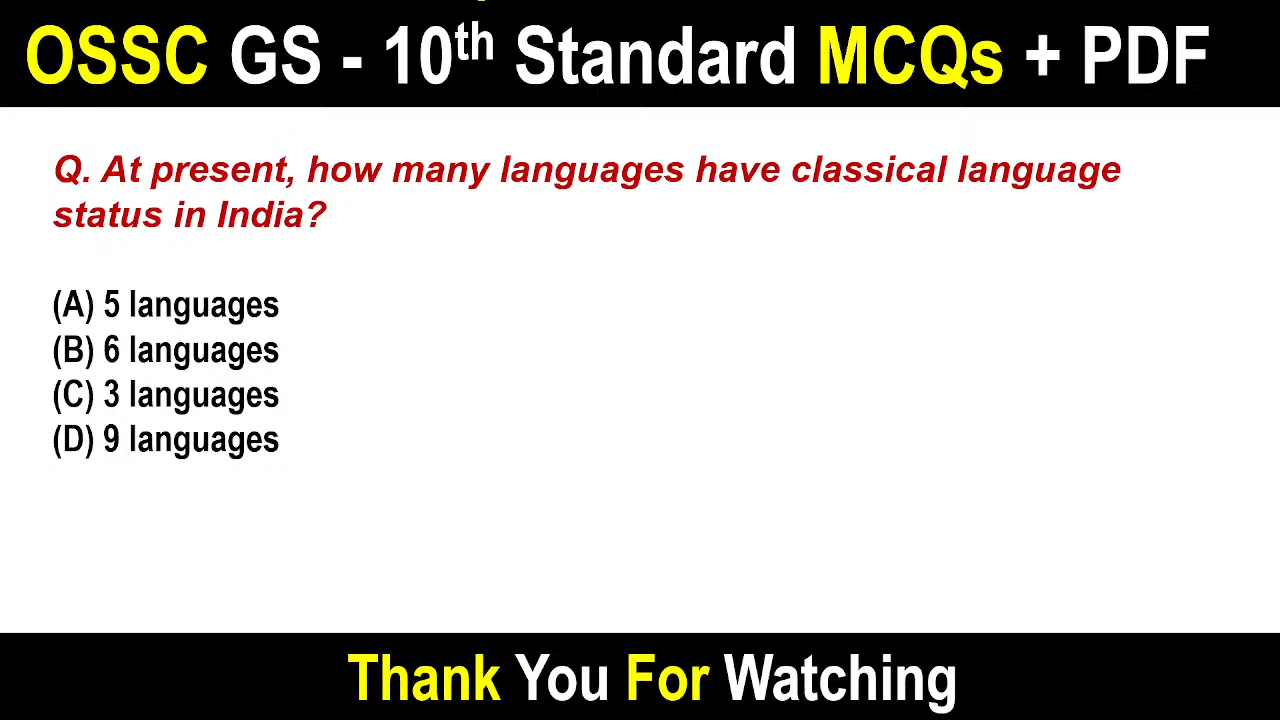 OSSC GS - 10th Standard MCQs + PDF
Q. At present, how many languages have classical language
status in India?
(A) 5 languages
(B) 6 languages
(C) 3 languages
(D) 9 languages
Thank You For Watching